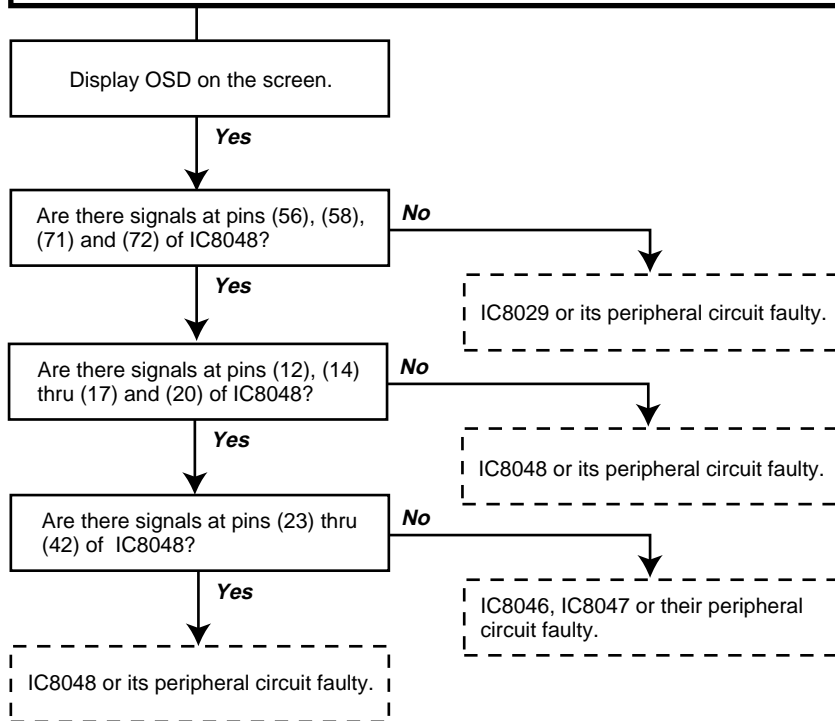 Display OSD on the screen.
Yes
Are there signals at pins (56), (58),
(71) and (72) of IC8048?
No
Yes
IC8029 or its peripheral circuit faulty.
Are there signals at pins (12), (14)
thru (17) and (20) of IC8048?
No
Yes
IC8048 or its peripheral circuit faulty.
Are there signals at pins (23) thru
(42) of IC8048?
No
Yes
IC8046, IC8047 or their peripheral
circuit faulty.
IC8048 or its peripheral circuit faulty.